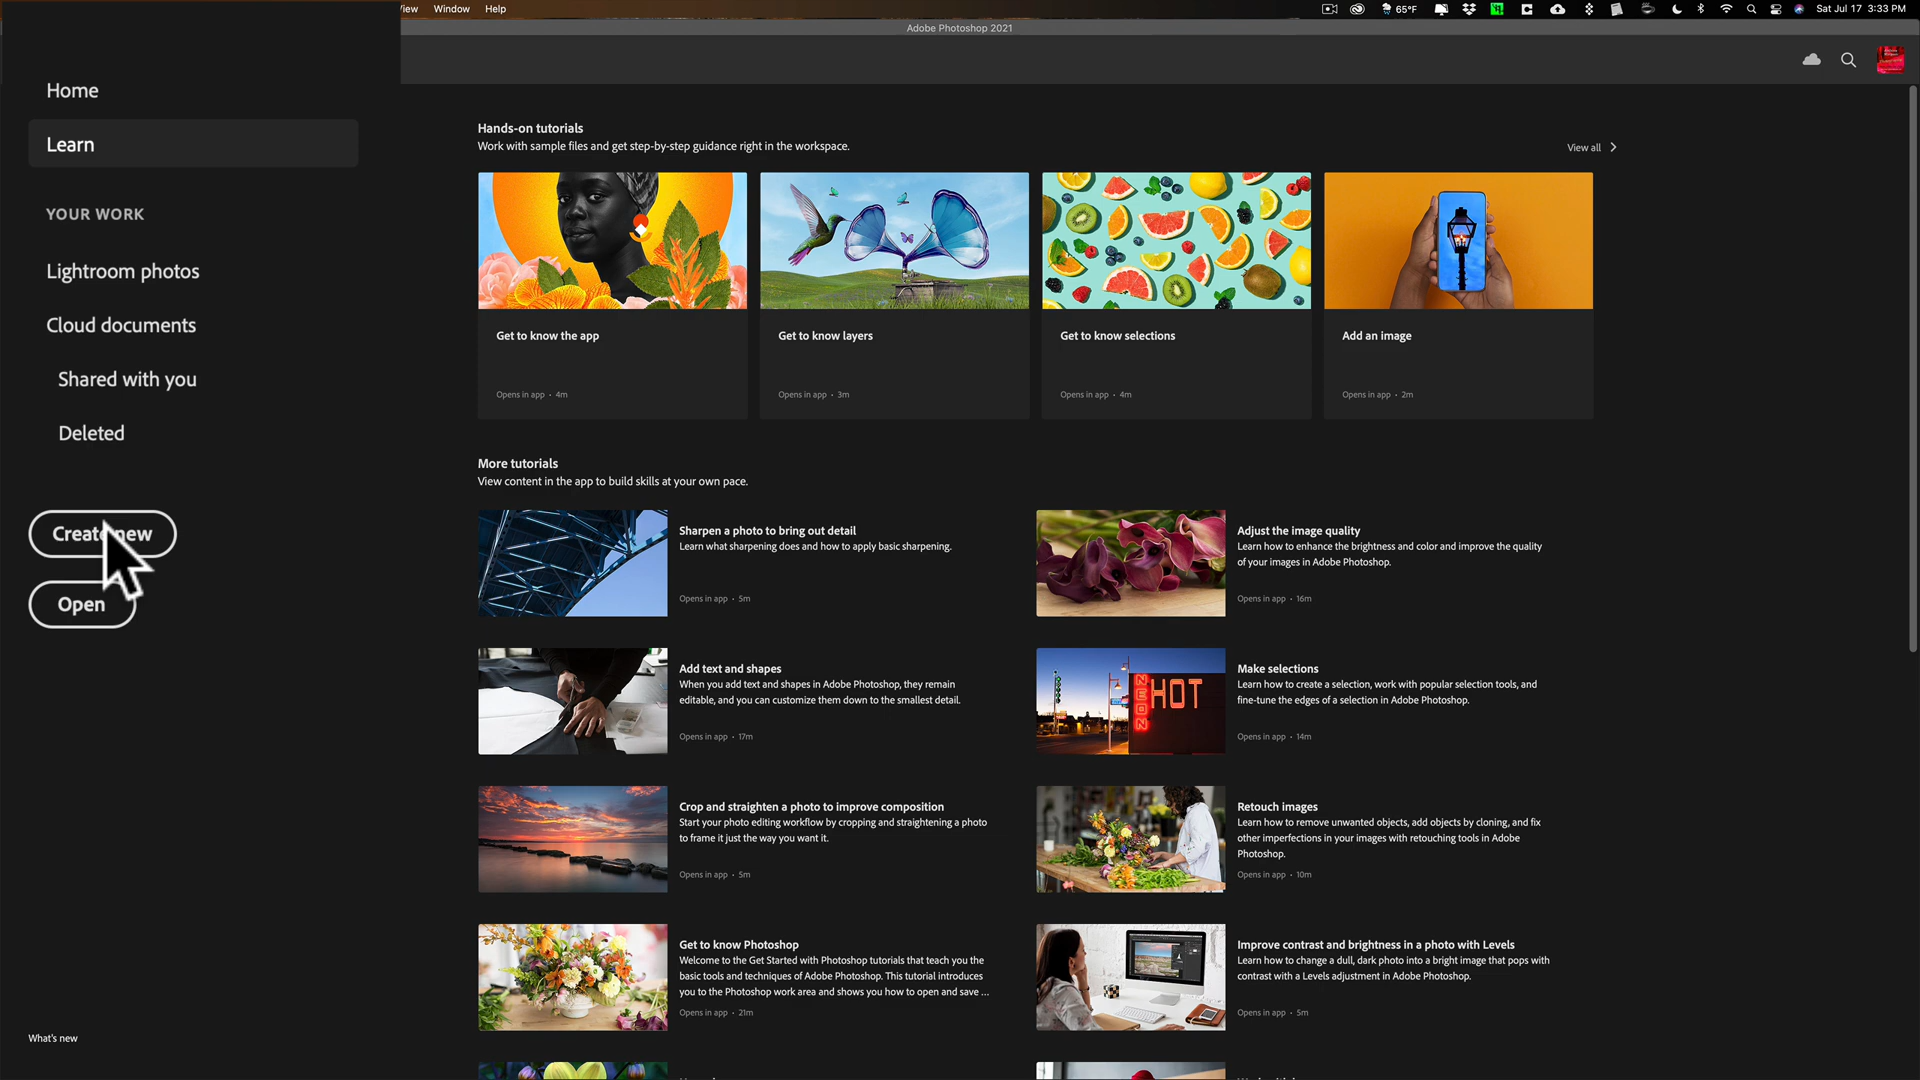 View Window Help
65°F
Sat Jul 17 3:33 PM
Adobe Photoshop 2021
Home
Learn
YOUR WORK
Lightroom photos
Cloud documents
Shared with you
Deleted
Create new
Open
What's new
Hands-on tutorials
Work with sample files and get step-by-step guidance right in the workspace.
View all
Get to know the app
Opens in app • 4m
Get to know layers
Opens in app • 3m
Get to know selections
Opens in app • 4m
Add an image
Opens in app • 2m
More tutorials
View content in the app to build skills at your own pace.
Sharpen a photo to bring out detail
Learn what sharpening does and how to apply basic sharpening.
Opens in app • 5m
Adjust the image quality
Learn how to enhance the brightness and color and improve the quality
of your images in Adobe Photoshop.
Opens in app • 16m
Add text and shapes
When you add text and shapes in Adobe Photoshop, they remain
editable, and you can customize them down to the smallest detail.
Opens in app • 17m
NEON
HOT
Make selections
Learn how to create a selection, work with popular selection tools, and
fine-tune the edges of a selection in Adobe Photoshop.
Opens in app • 14m
Crop and straighten a photo to improve composition
Start your photo editing workflow by cropping and straightening a photo
to frame it just the way you want it.
Opens in app • 5m
Retouch images
Learn how to remove unwanted objects, add objects by cloning, and fix
other imperfections in your images with retouching tools in Adobe
Photoshop.
Opens in app • 10m
Get to know Photoshop
Welcome to the Get Started with Photoshop tutorials that teach you the
basic tools and techniques of Adobe Photoshop. This tutorial introduces
you to the Photoshop work area and shows you how to open and save ...
Opens in app • 21m
Improve contrast and brightness in a photo with Levels
Learn how to change a dull, dark photo into a bright image that pops with
contrast with a Levels adjustment in Adobe Photoshop.
Opens in app • 5m